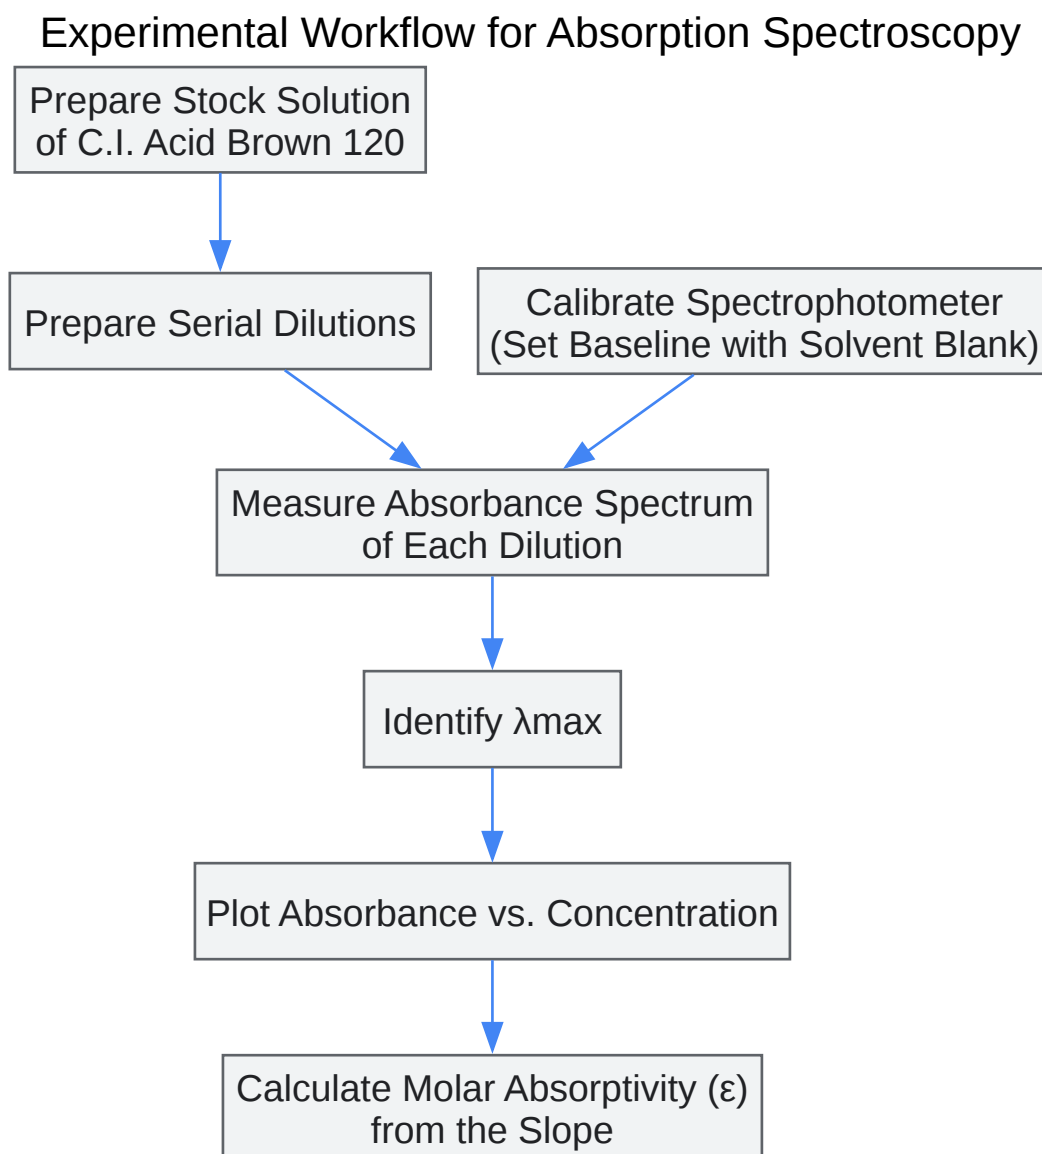 Experimental Workflow for Absorption Spectroscopy
Prepare Stock Solution
of C.I. Acid Brown 120
Prepare Serial Dilutions
Calibrate Spectrophotometer
(Set Baseline with Solvent Blank)
Measure Absorbance Spectrum
of Each Dilution
Identify λmax
Plot Absorbance vs. Concentration
Calculate Molar Absorptivity (ε)
from the Slope